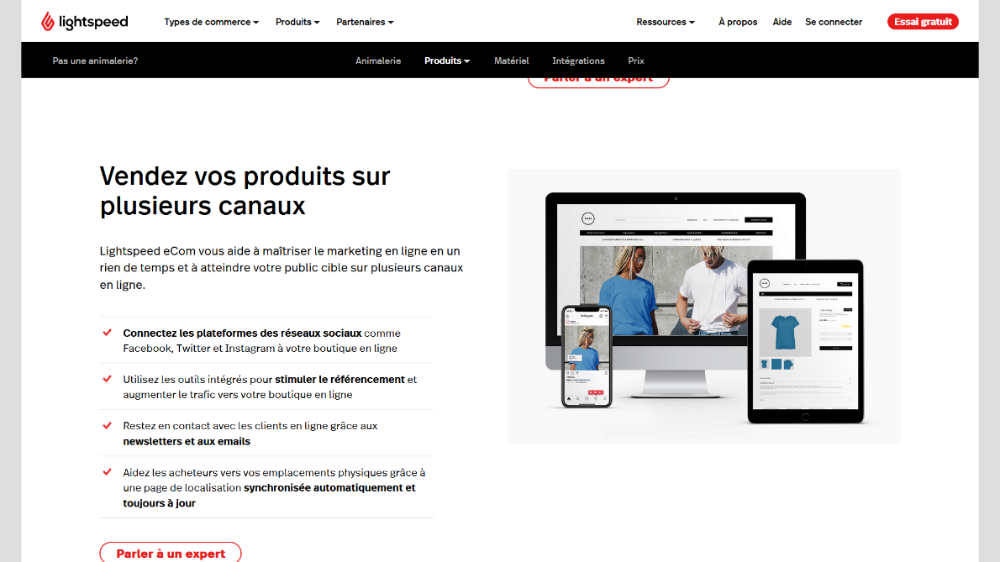 lightspeed
Types de commerce
Produits
Partenaires
Ressources
À propos
Aide
Se connecter
Essai gratuit
Pas une animalerie?
Animalerie
Produits
Matériel
Intégrations
Prix
Parler à un expert
Vendez vos produits sur
plusieurs canaux
Lightspeed eCom vous aide à maîtriser le marketing en ligne en un
rien de temps et à atteindre votre public cible sur plusieurs canaux
en ligne.
Connectez les plateformes des réseaux sociaux comme
Facebook, Twitter et Instagram à votre boutique en ligne
Utilisez les outils intégrés pour stimuler le référencement et
augmenter le trafic vers votre boutique en ligne
Restez en contact avec les clients en ligne grâce aux
newsletters et aux emails
Aidez les acheteurs vers vos emplacements physiques grâce à
une page de localisation synchronisée automatiquement et
toujours à jour
Parler à un expert